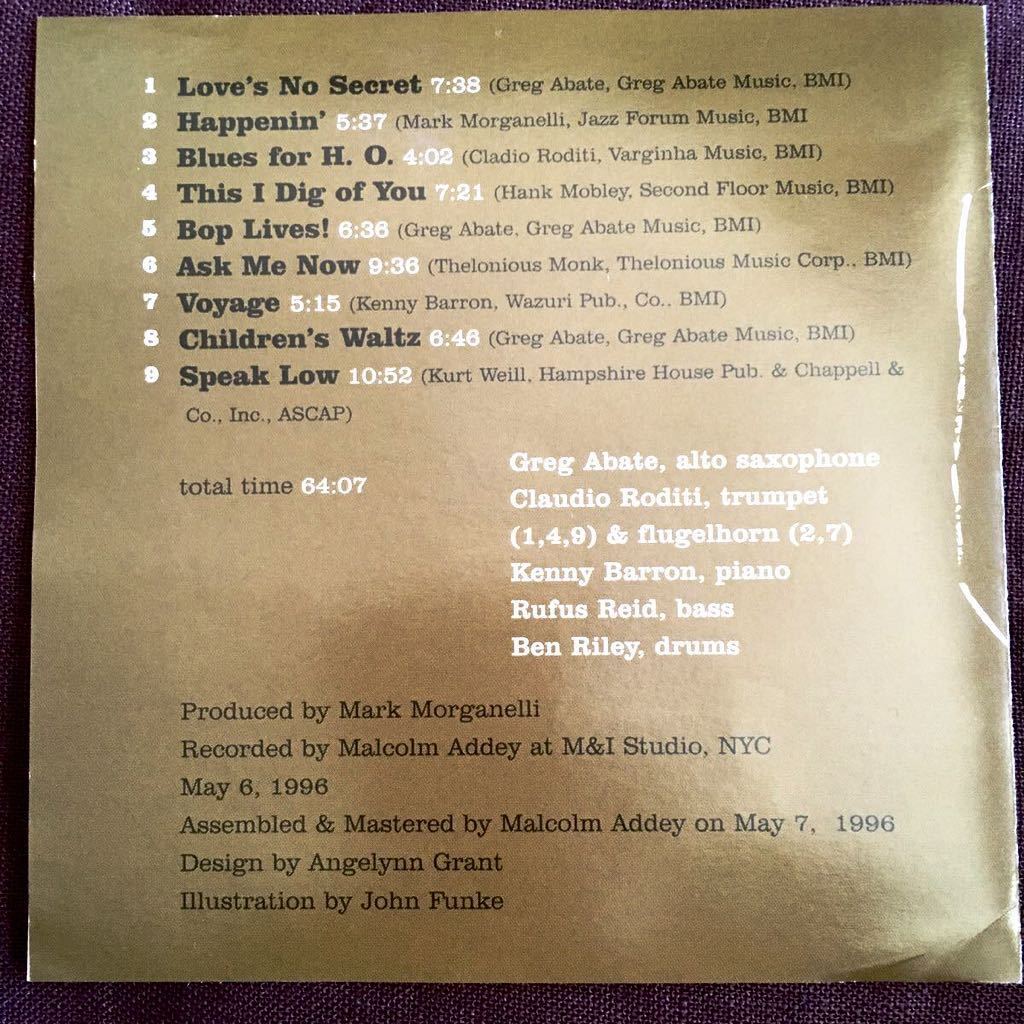 1 Love's No Secret 7:38 (Greg Abate, Greg Abate Music, BMI)
2 Happenin' 5:37 (Mark Morganelli, Jazz Forum Music, BMI
3 Blues for H. O. 4:02 (Cladio Roditi, Varginha Music, BMI)
4 This I Dig of You 7:21 (Hank Mobley, Second Floor Music, BMI)
5 Bop Lives! 6:36 (Greg Abate, Greg Abate Music, BMI)
6 Ask Me Now 9:36 (Thelonious Monk, Thelonious Music Corp., BMI)
7 Voyage 5:15 (Kenny Barron, Wazuri Pub., Co., BMI)
8 Children's Waltz 6:46 (Greg Abate, Greg Abate Music, BMI)
9 Speak Low 10:52 (Kurt Weill, Hampshire House Pub. & Chappell &
Co., Inc., ASCAP)
total time 64:07
Greg Abate, alto saxophone
Claudio Roditi, trumpet
(1,4,9) & flugelhorn (2,7)
Kenny Barron, piano
Rufus Reid, bass
Ben Riley, drums
Produced by Mark Morganelli
Recorded by Malcolm Addey at M&I Studio, NYC
May 6, 1996
Assembled & Mastered by Malcolm Addey on May 7, 1996
Design by Angelynn Grant
Illustration by John Funke